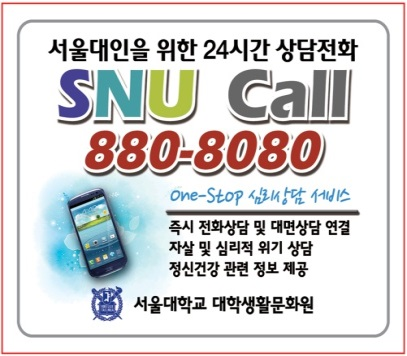 서울대인을 위한 24시간 상담전화
SNU Call
880-8080
one-Stop 심리상담 서비스
즉시 전화상담 및 대면상담 연결
자살 및 심리적 위기 상담
정신건강 관련 정보 제공
서울대학교 대학생활문화원